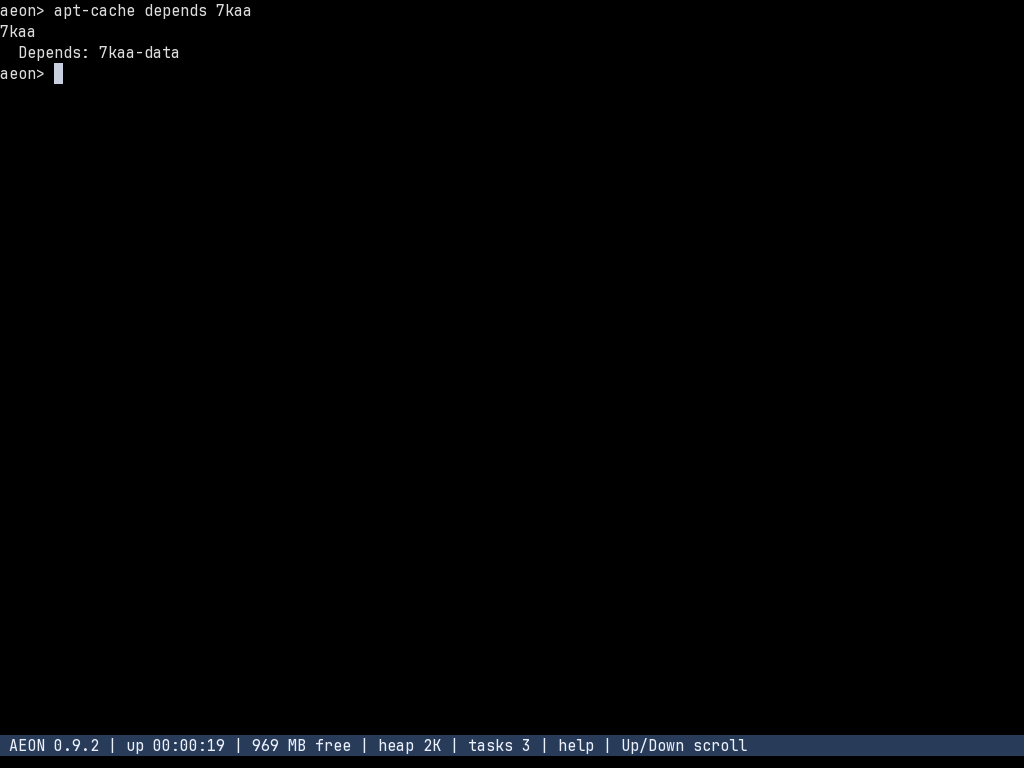 aeon> apt-cache depends 7kaa
7kaa
  Depends: 7kaa-data
aeon>
AEON 0.9.2 | up 00:00:19 | 969 MB free | heap 2K | tasks 3 | help | Up/Down scroll